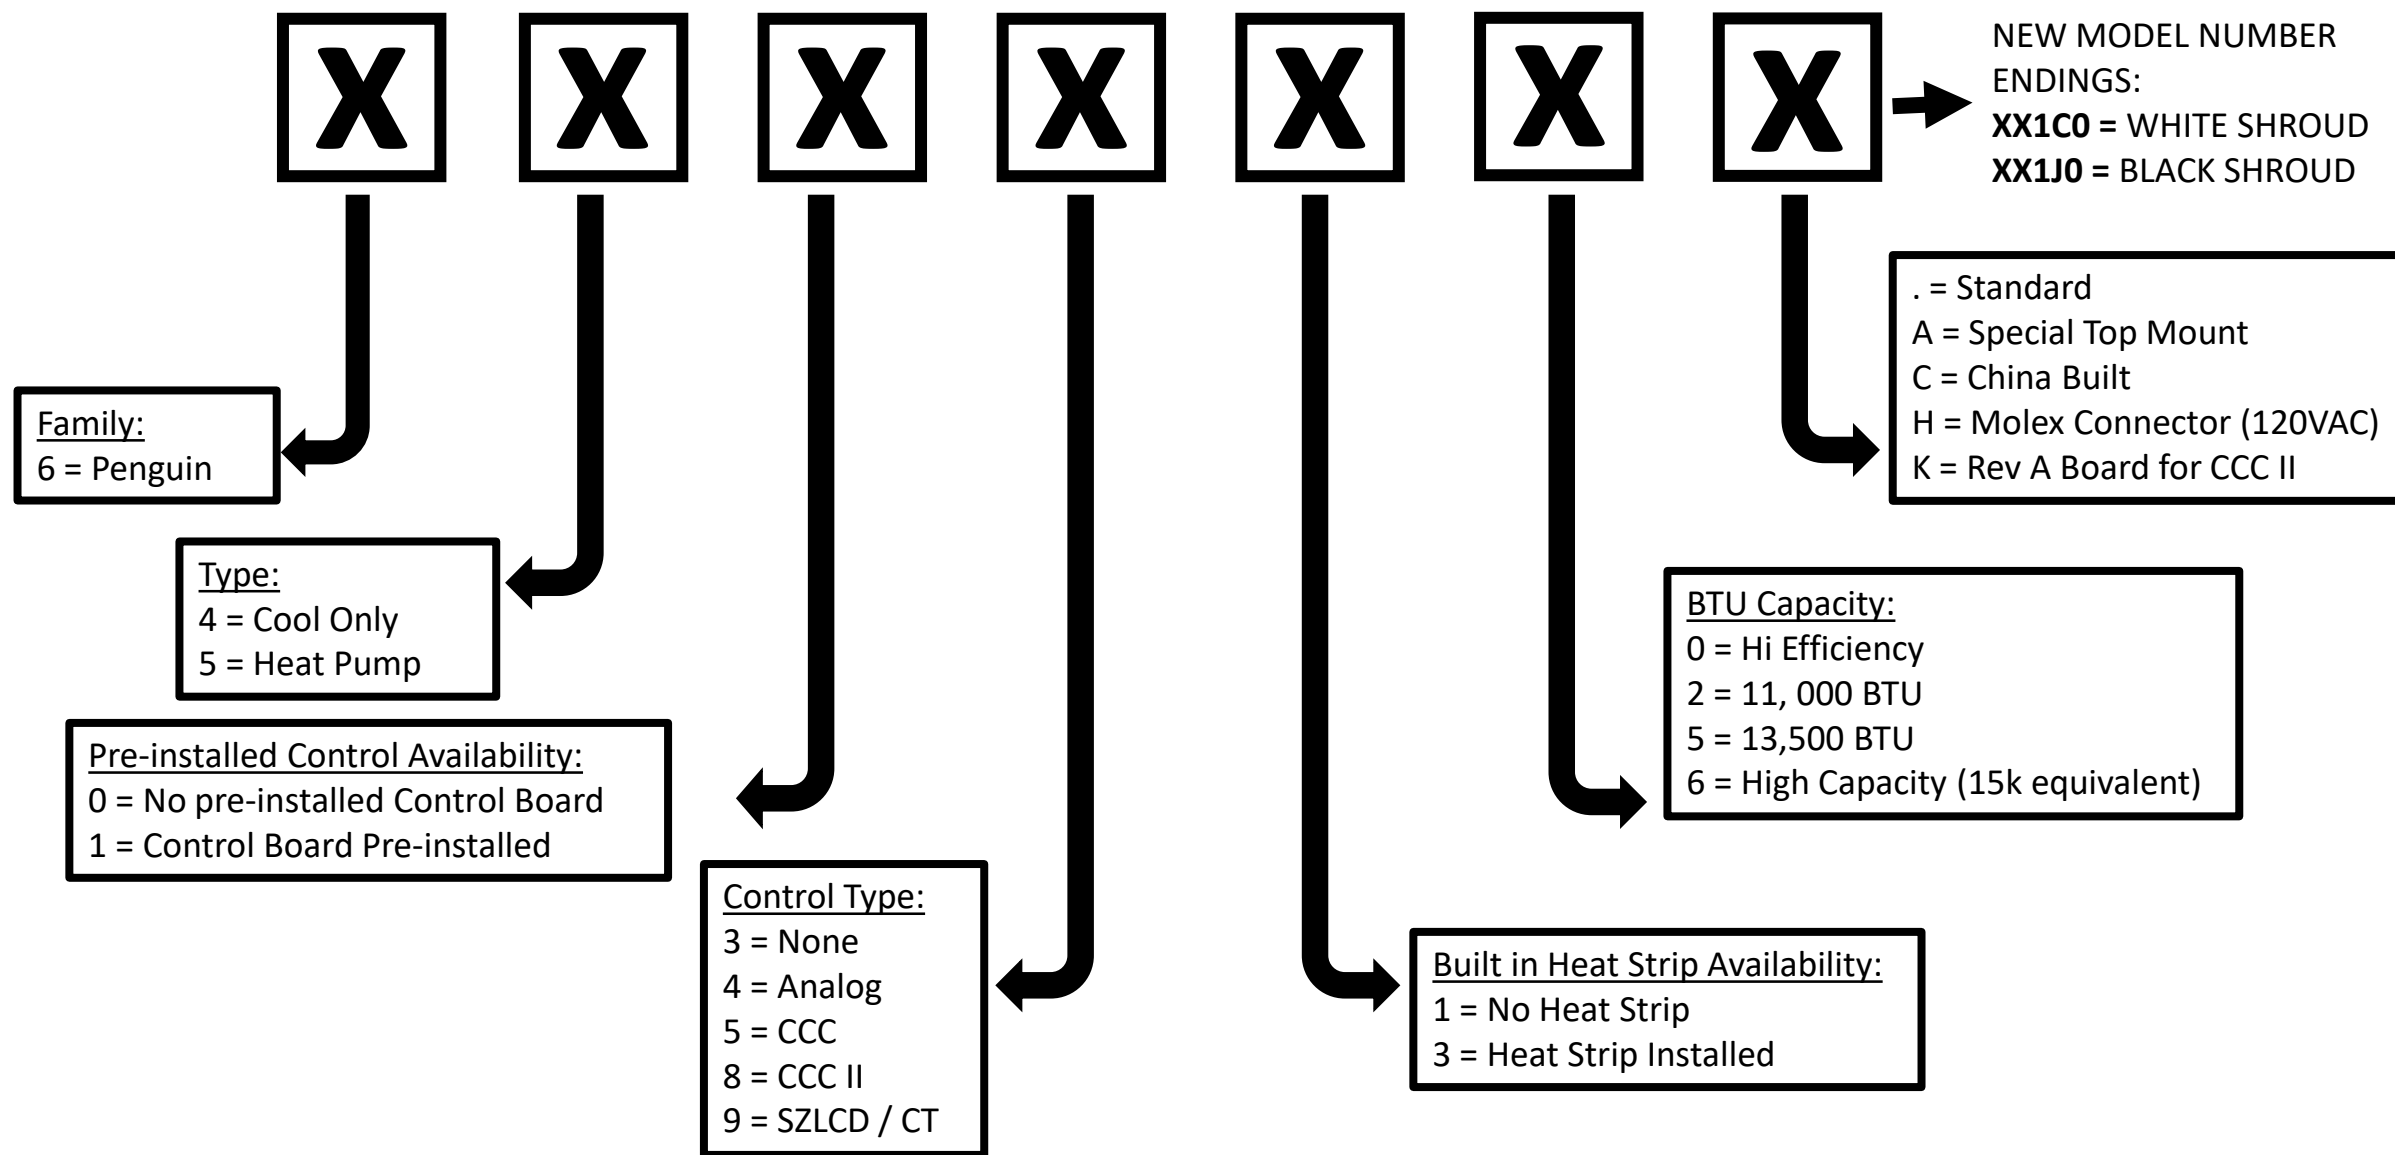 X X X X X X X
NEW MODEL NUMBER
ENDINGS:
XX1C0 = WHITE SHROUD
XX1J0 = BLACK SHROUD
. = Standard
A = Special Top Mount
C = China Built
H = Molex Connector (120VAC)
K = Rev A Board for CCC II
Family:
6 = Penguin
Type:
4 = Cool Only
5 = Heat Pump
BTU Capacity:
0 = Hi Efficiency
2 = 11, 000 BTU
5 = 13,500 BTU
6 = High Capacity (15k equivalent)
Pre-installed Control Availability:
0 = No pre-installed Control Board
1 = Control Board Pre-installed
Control Type:
3 = None
4 = Analog
5 = CCC
8 = CCC II
9 = SZLCD / CT
Built in Heat Strip Availability:
1 = No Heat Strip
3 = Heat Strip Installed